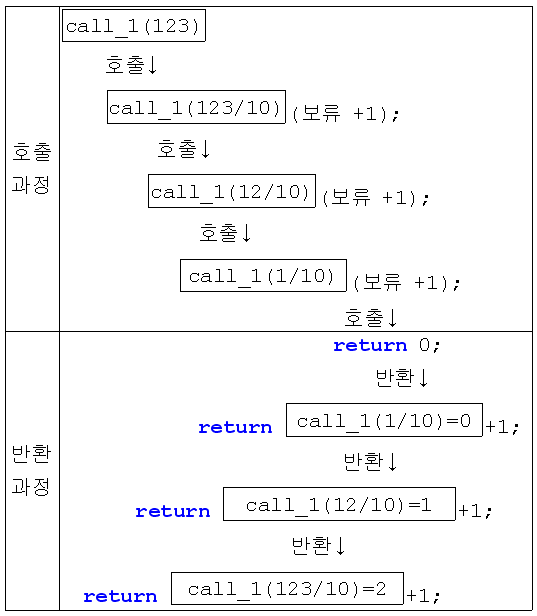 call_1(123)
호출↓
call_1(123/10) (보류 +1);
호출↓
호출
과정
call_1(12/10) (보류 +1);
호출↓
call_1(1/10) (보류 +1);
호출↓
return 0;
반환↓
return call_1(1/10)=0 +1;
반환
과정
반환↓
return call_1(12/10)=1 +1;
반환↓
return call_1(123/10)=2 +1;